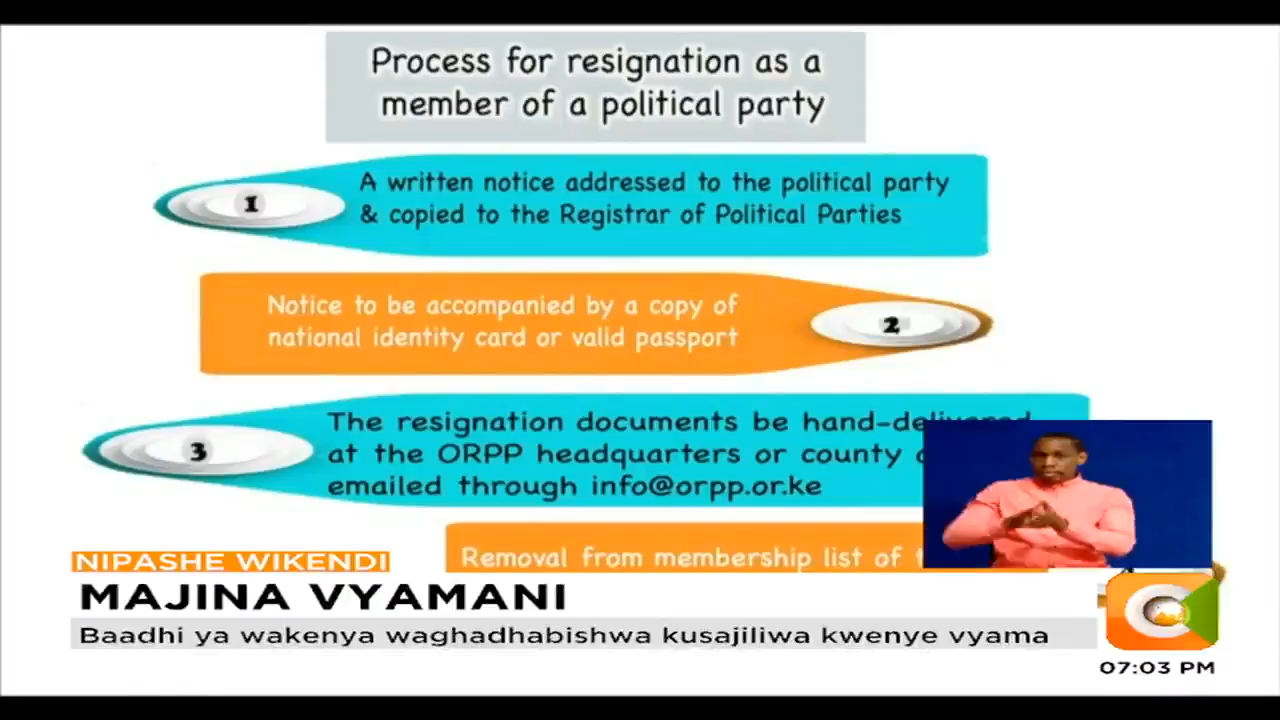 Process for resignation as a
member of a political party
1
A written notice addressed to the political party
& copied to the Registrar of Political Parties
Notice to be accompanied by a copy of
national identity card or valid passport
2
3
The resignation documents be hand-delivered
at the ORPP headquarters or county
emailed through info@orpp.or.ke
Removal from membership list of
NIPASHE WIKENDI
MAJINA VYAMANI
Baadhi ya wakenya waghadhabishwa kusajiliwa kwenye vyama
07:03 PM